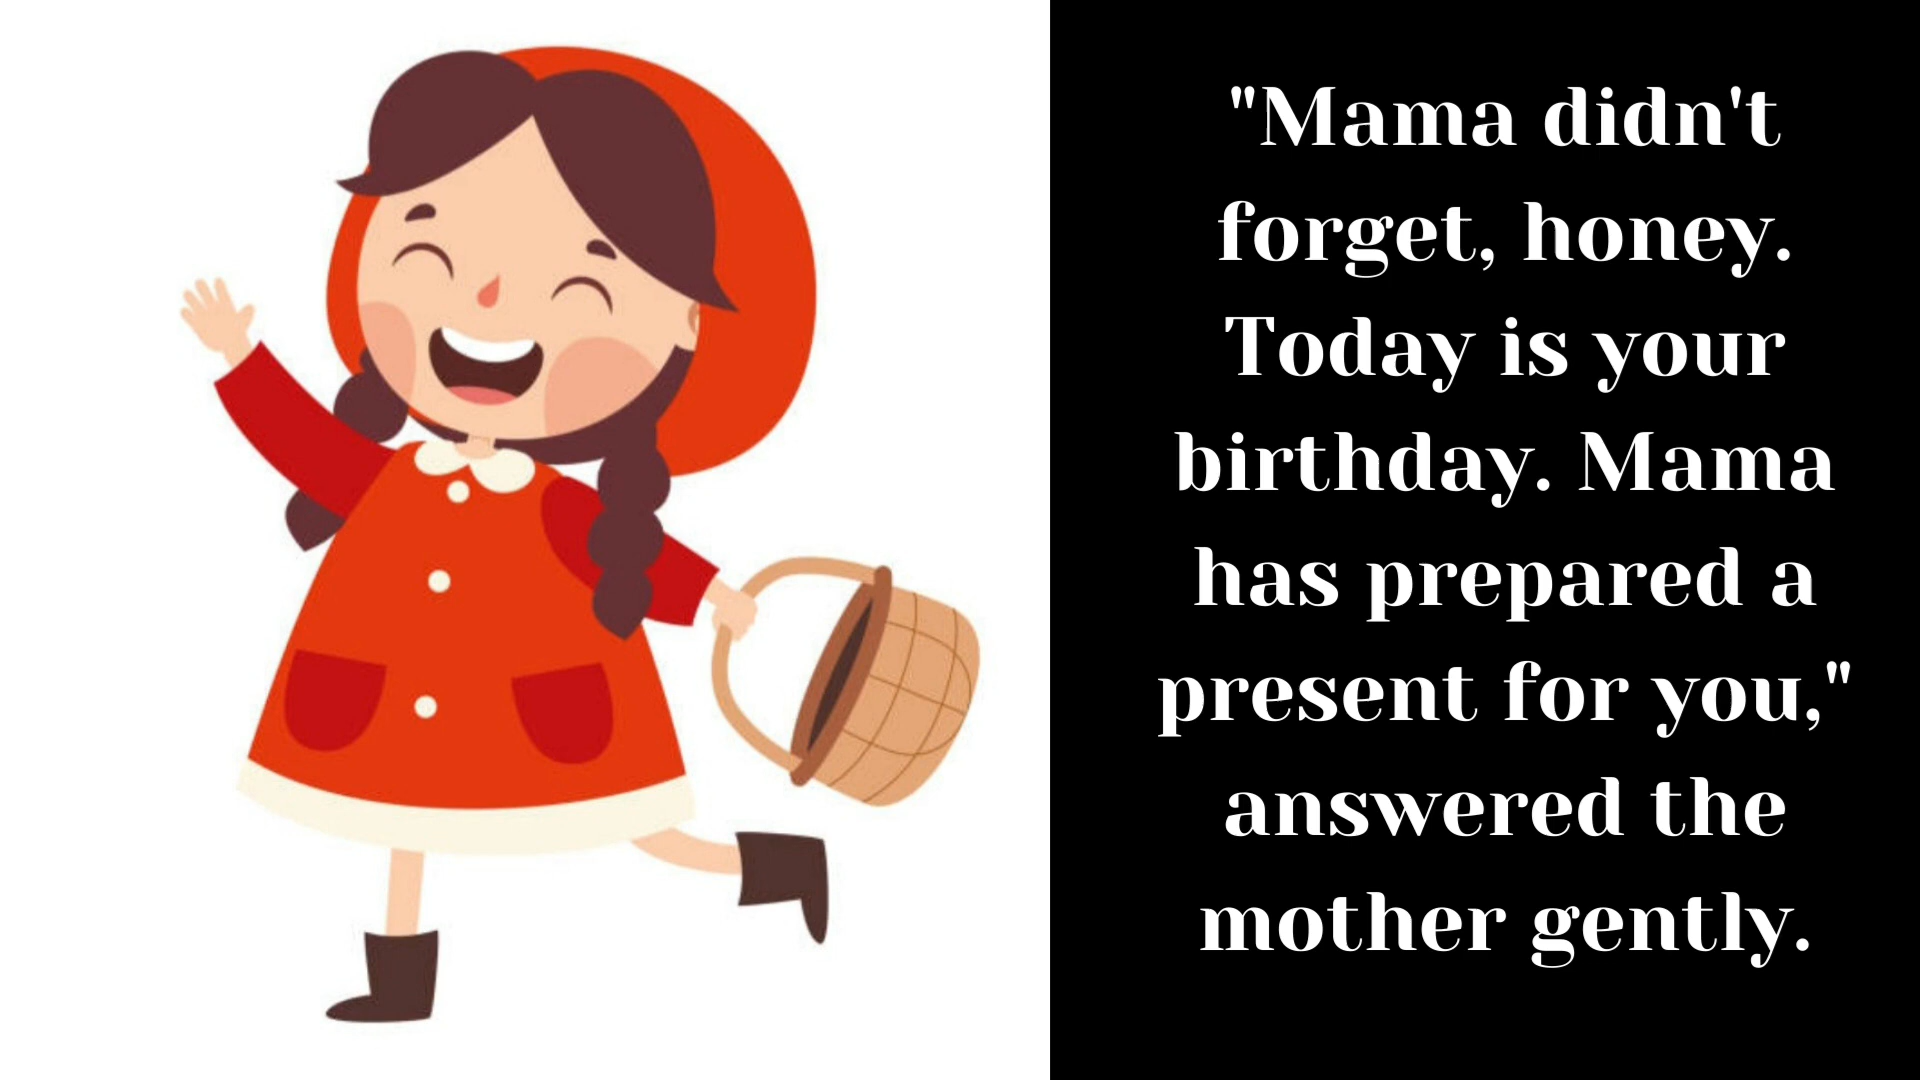 "Mama didn't
forget, honey.
Today is your
birthday. Mama
has prepared a
present for you,"
answered the
mother gently.